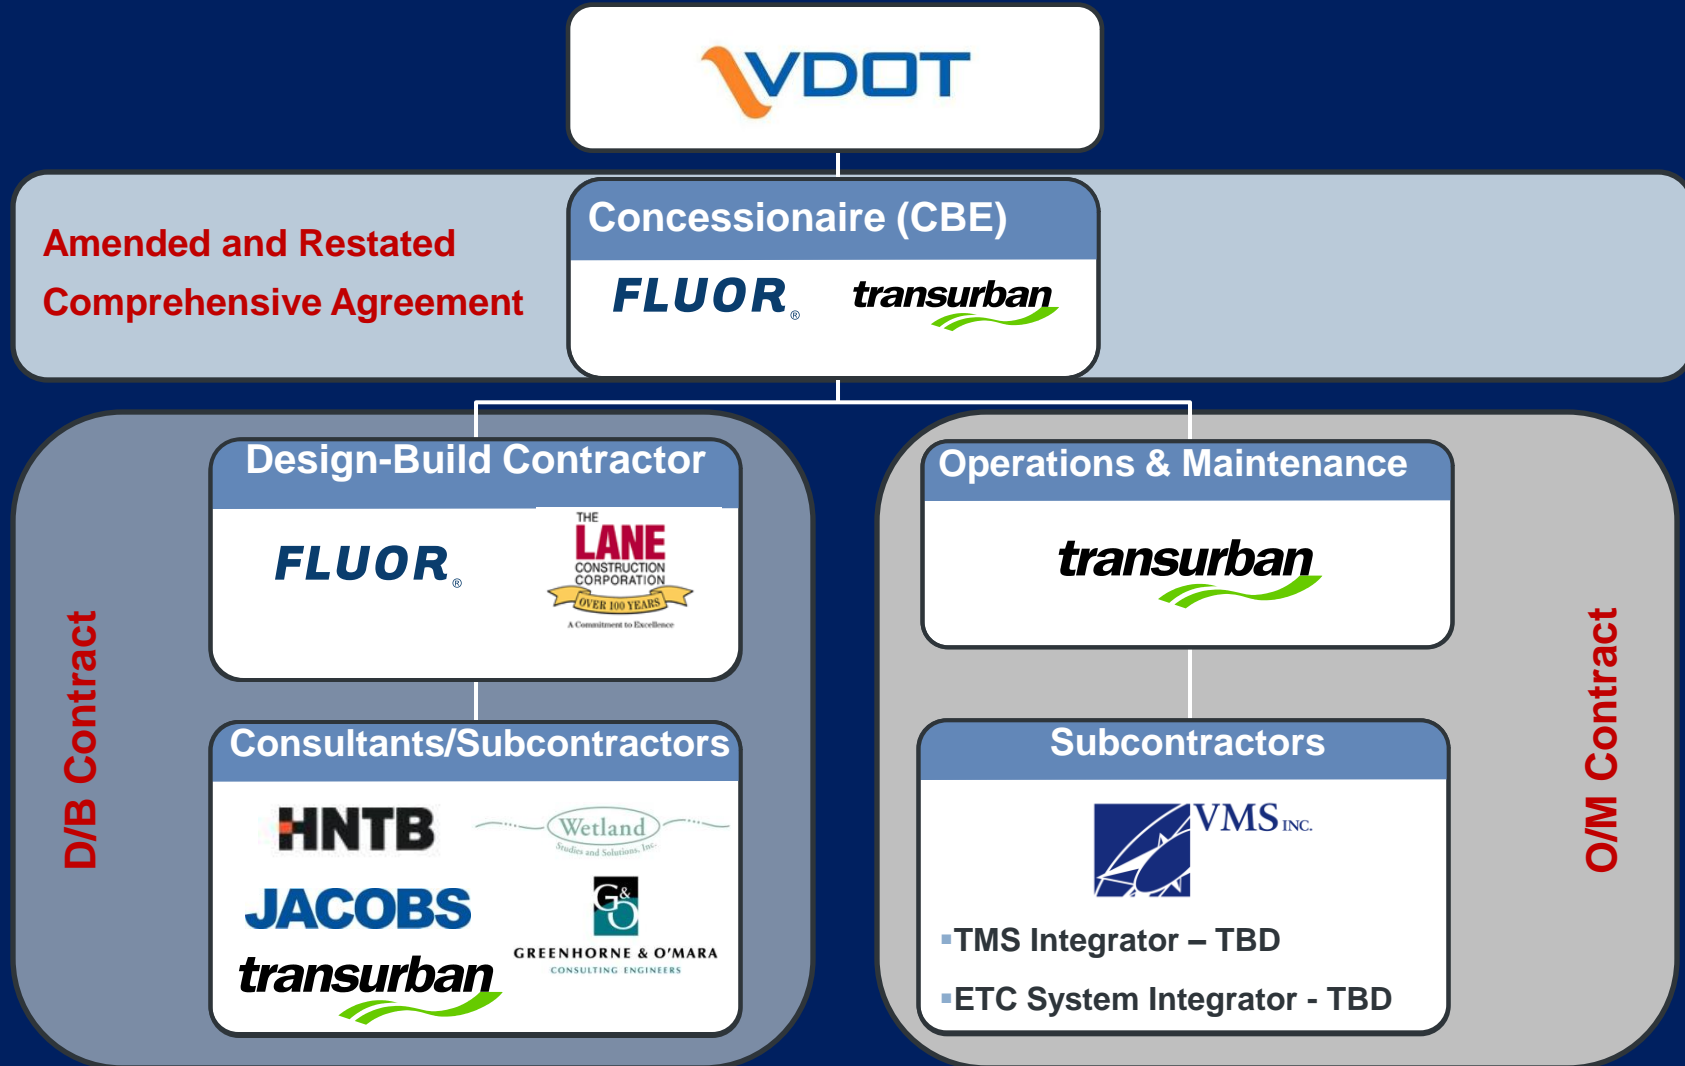 VDOT
Concessionaire (CBE)
Amended and Restated
Comprehensive Agreement
FLUOR®
transurban
Design-Build Contractor
FLUOR®
THE
LANE
CONSTRUCTION
CORPORATION
OVER 100 YEARS
A Commitment to Excellence
Operations & Maintenance
transurban
D/B Contract
O/M Contract
Consultants/Subcontractors
HNTB
Wetland
Studies and Solutions, Inc.
JACOBS
G&O
GREENHORNE & O'MARA
CONSULTING ENGINEERS
transurban
Subcontractors
VMS INC.
▪TMS Integrator – TBD
▪ETC System Integrator - TBD